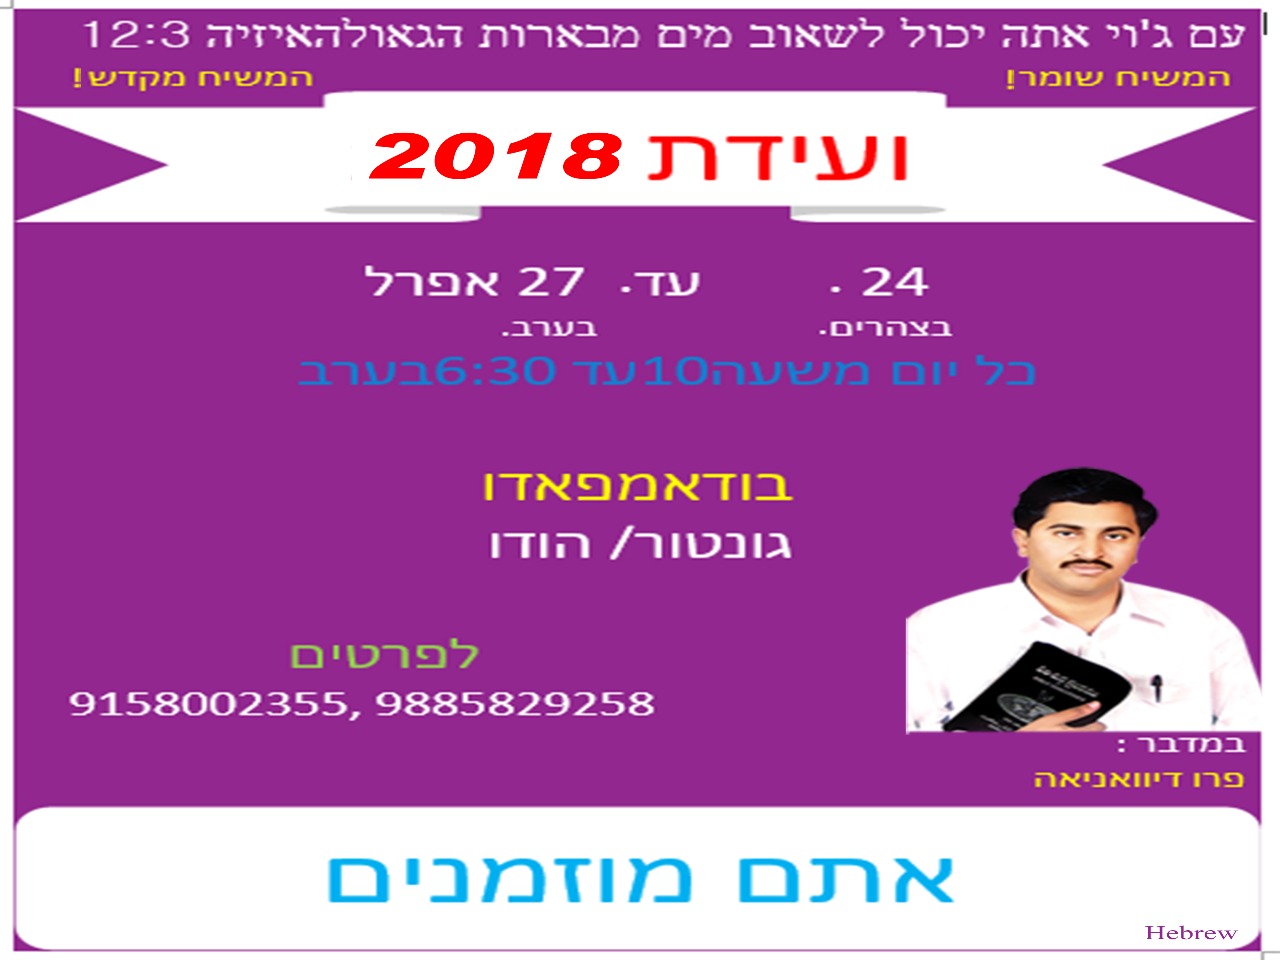 עם ג'וי אתה יכול לשאוב מים מבארות הגאולהאיזיה 12:3
המשיח שומר! המשיח מקדש!
ועידת 2018
24 . עד. 27 אפרל
בצהרים. בערב.
כל יום משעה10עד 6:30בערב
בודאמפאדו
גונטור/ הודו
לפרטים
9158002355, 9885829258
במדבר :
פרו דיוואניאה
אתם מוזמנים
Hebrew